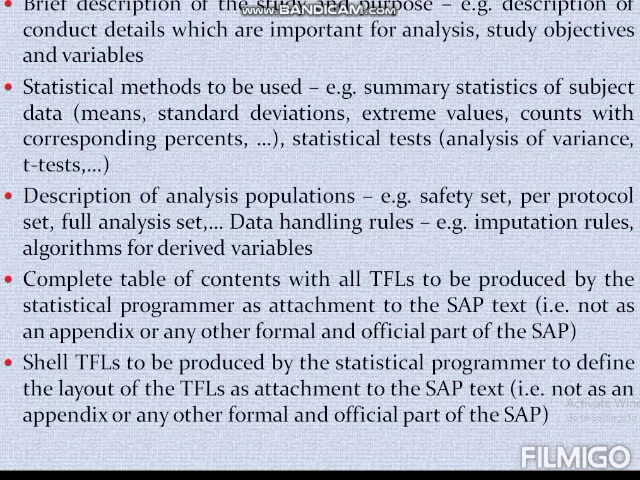 • Brief description of the study and purpose – e.g. description of
www.BANDICAM.com
conduct details which are important for analysis, study objectives
and variables
• Statistical methods to be used – e.g. summary statistics of subject
data (means, standard deviations, extreme values, counts with
corresponding percents, ...), statistical tests (analysis of variance,
t-tests,...)
• Description of analysis populations – e.g. safety set, per protocol
set, full analysis set,... Data handling rules – e.g. imputation rules,
algorithms for derived variables
• Complete table of contents with all TFLs to be produced by the
statistical programmer as attachment to the SAP text (i.e. not as
an appendix or any other formal and official part of the SAP)
• Shell TFLs to be produced by the statistical programmer to define
the layout of the TFLs as attachment to the SAP text (i.e. not as an
appendix or any other formal and official part of the SAP)
Activate Win
FILMIGO